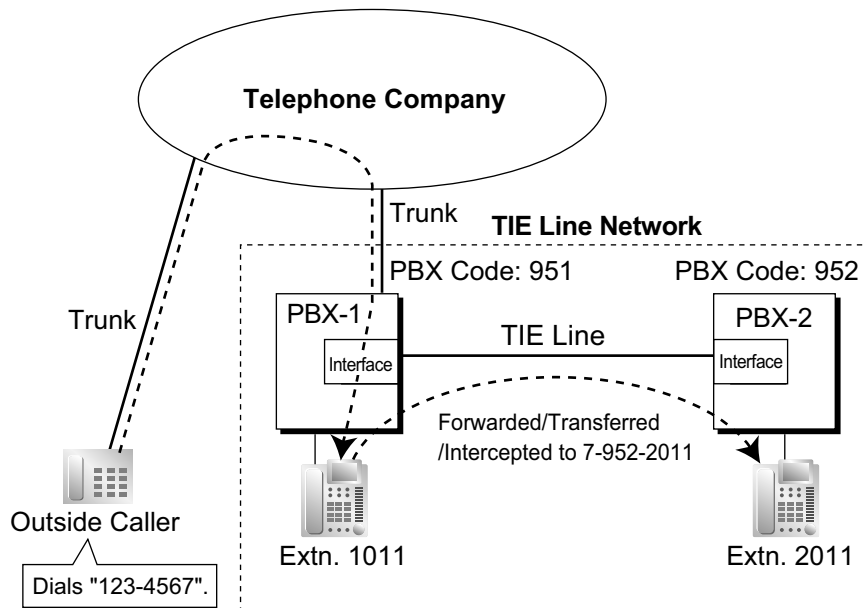 Telephone Company
Trunk
TIE Line Network
PBX Code: 951
PBX Code: 952
Trunk
PBX-1
PBX-2
TIE Line
Interface
Interface
Forwarded/Transferred
/Intercepted to 7-952-2011
Outside Caller
Extn. 1011
Extn. 2011
Dials "123-4567".